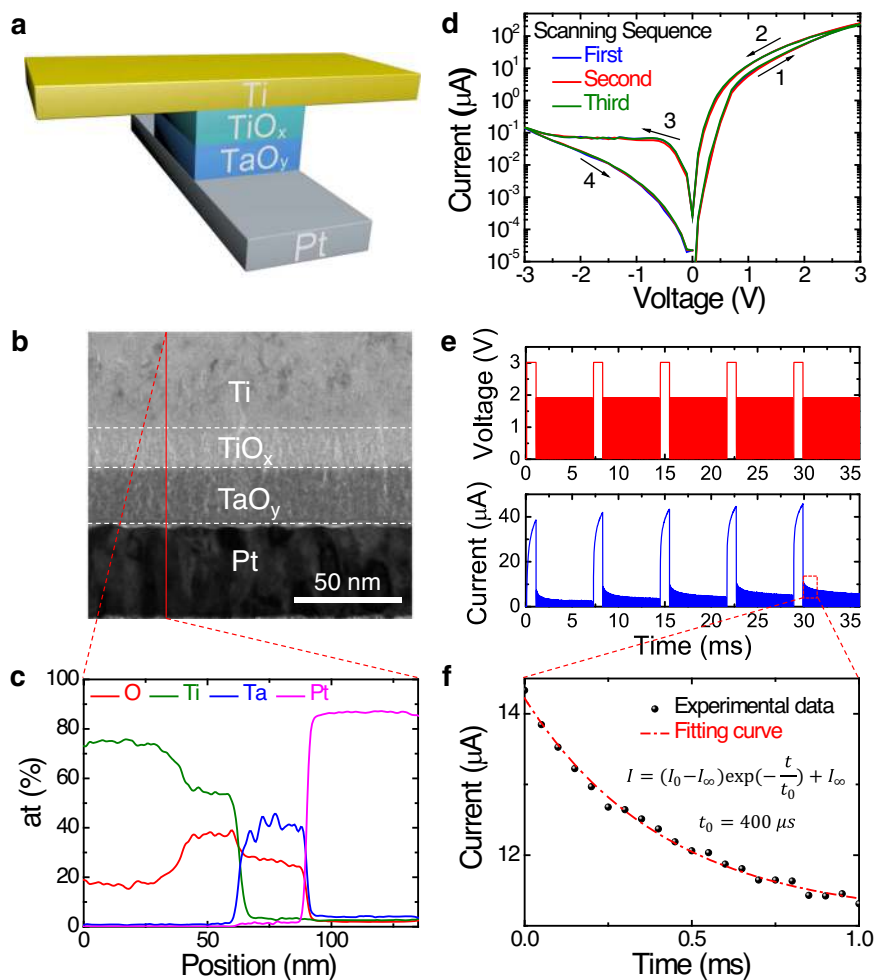 a
Ti
TiOₓ
TaOᵧ
Pt
b
Ti
TiOₓ
TaOᵧ
Pt
50 nm
c
O Ti Ta Pt
at (%)
100
80
60
40
20
0
0 50 100
Position (nm)
d
Scanning Sequence
First
Second
Third
1
2
3
4
Current (μA)
10²
10¹
10⁰
10⁻¹
10⁻²
10⁻³
10⁻⁴
10⁻⁵
-3 -2 -1 0 1 2 3
Voltage (V)
e
Voltage (V)
3
2
1
0
0 5 10 15 20 25 30 35
Current (μA)
40
20
0
0 5 10 15 20 25 30 35
Time (ms)
f
Experimental data
Fitting curve
I = (I₀−I∞)exp(−t/t₀) + I∞
t₀ = 400 μs
Current (μA)
14
12
11
0.0 0.5 1.0
Time (ms)